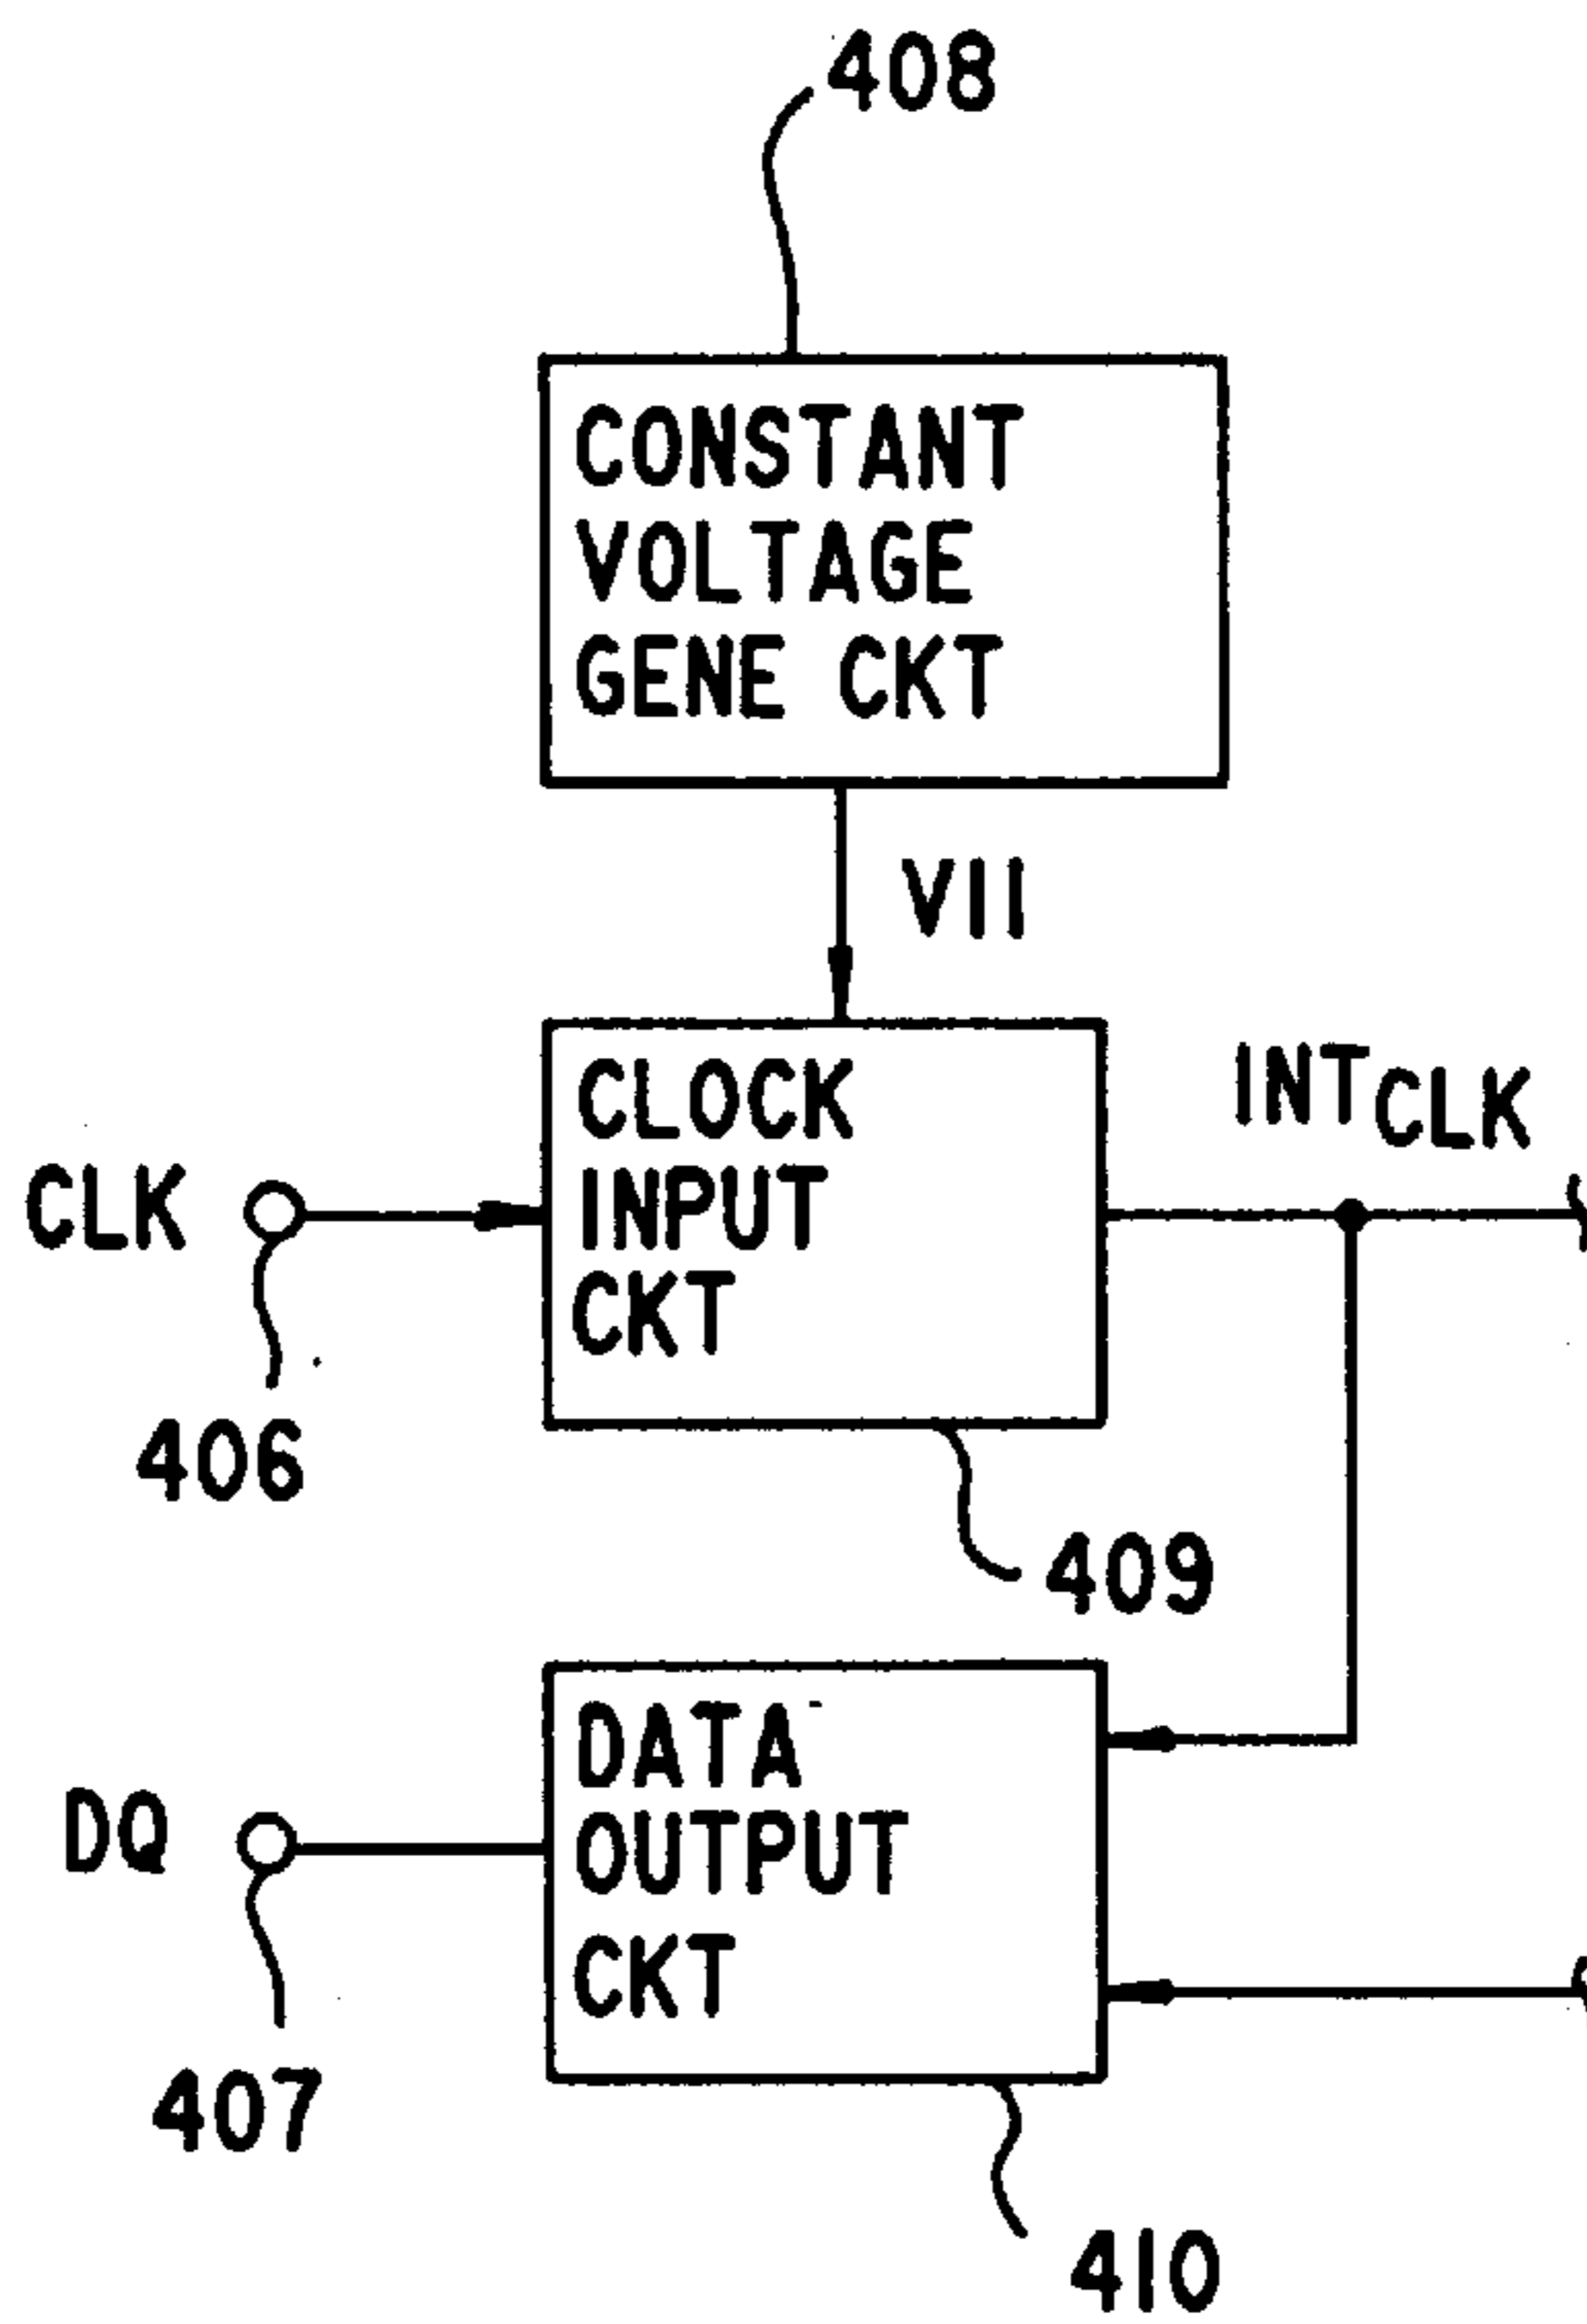 408
CONSTANT
VOLTAGE
GENE CKT
VII
CLOCK
INPUT
CKT
INTCLK
CLK
406
409
DATA
OUTPUT
CKT
DQ
407
410